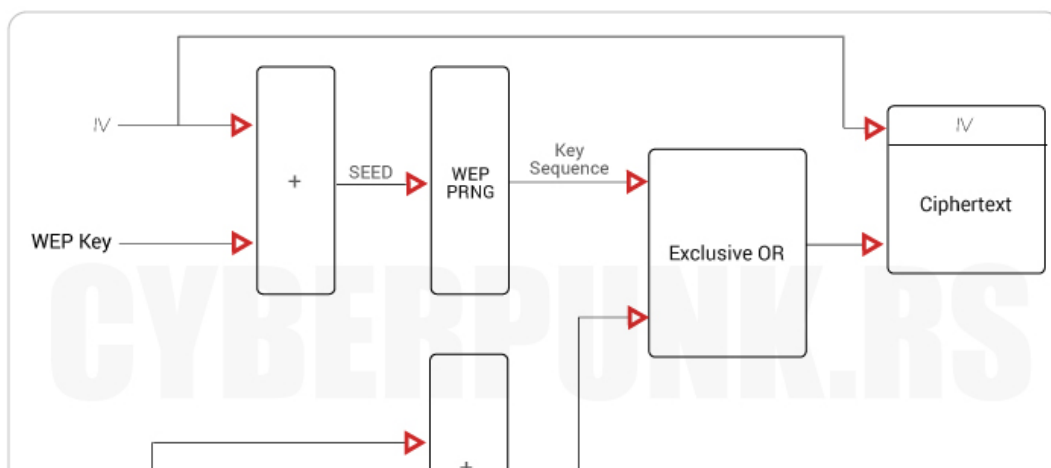 IV
WEP Key
+
SEED
WEP
PRNG
Key
Sequence
Exclusive OR
IV
Ciphertext
CYBERPUNK.RS
+